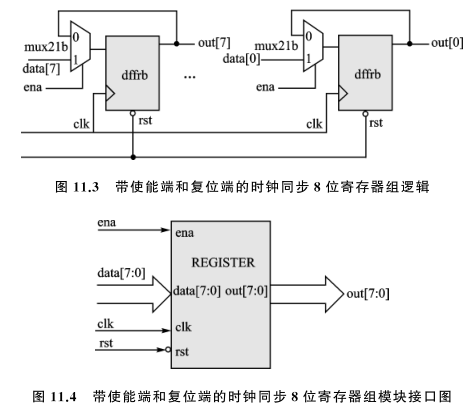 0
mux21b
1
data[7]
ena
dffrb
out[7]
clk
rst
...
0
mux21b
data[0]
1
ena
dffrb
out[0]
clk
rst
图 11.3 带使能端和复位端的时钟同步 8 位寄存器组逻辑
ena
ena
REGISTER
data[7:0]
data[7:0] out[7:0]
out[7:0]
clk
clk
rst
rst
图 11.4 带使能端和复位端的时钟同步 8 位寄存器组模块接口图